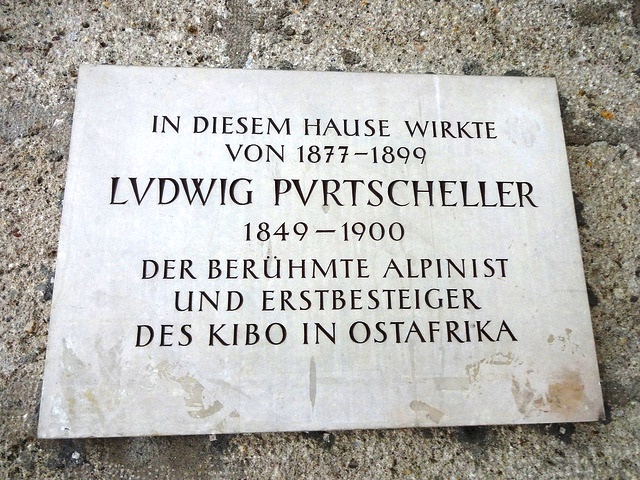 IN DIESEM HAUSE WIRKTE
VON 1877–1899
LVDWIG PVRTSCHELLER
1849–1900
DER BERÜHMTE ALPINIST
UND ERSTBESTEIGER
DES KIBO IN OSTAFRIKA